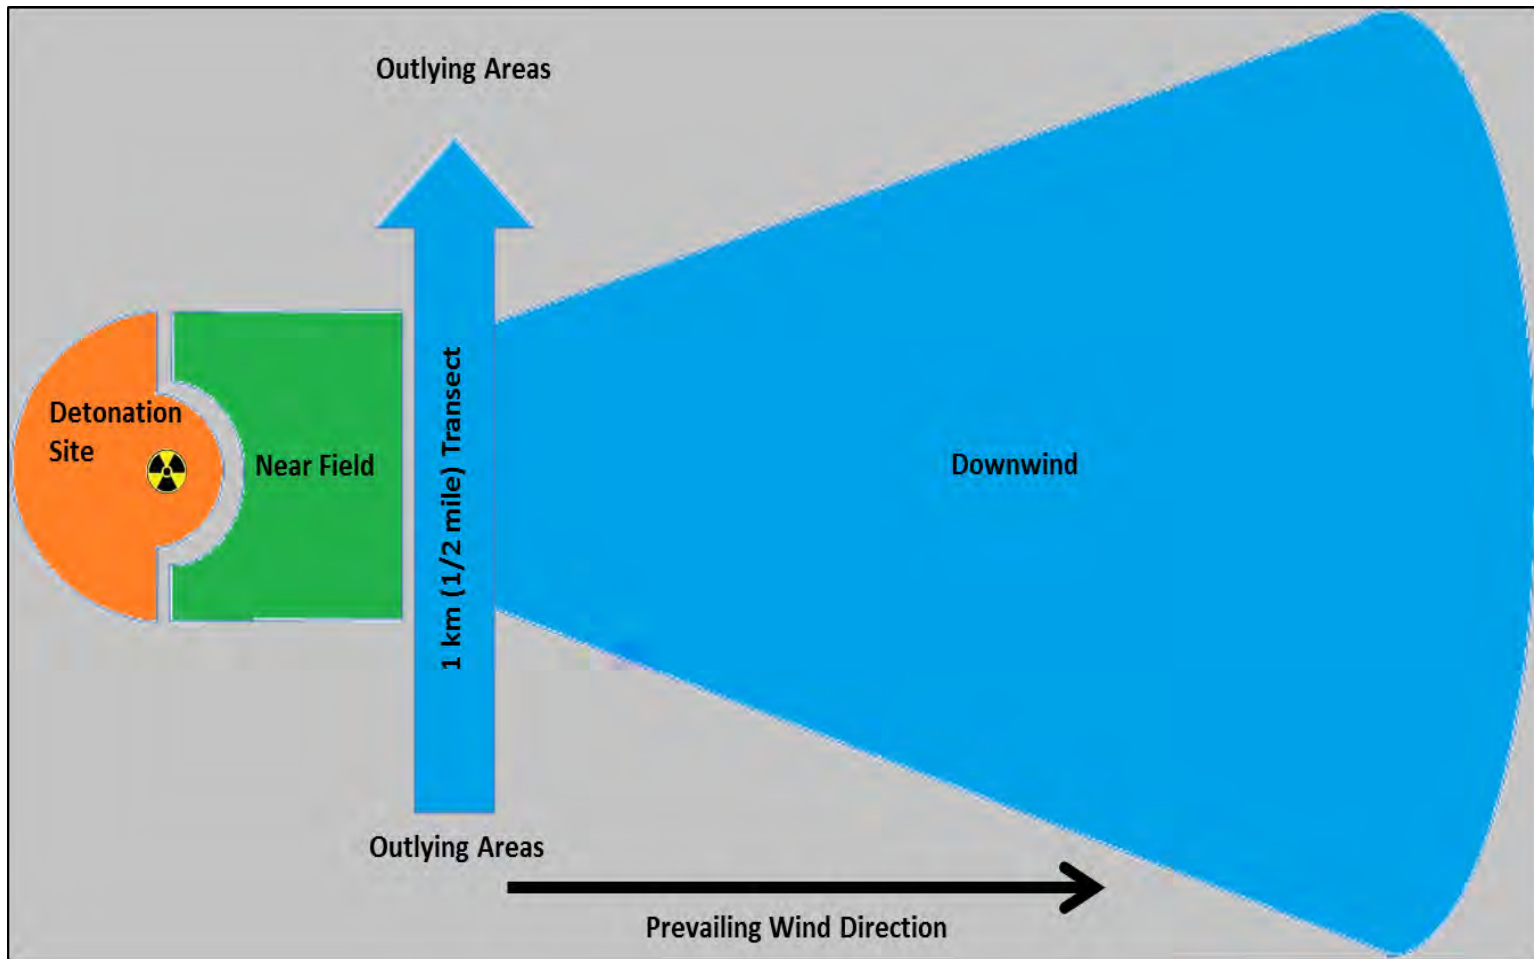 Outlying Areas
1 km (1/2 mile) Transect
Detonation
Site
Near Field
Downwind
Outlying Areas
Prevailing Wind Direction